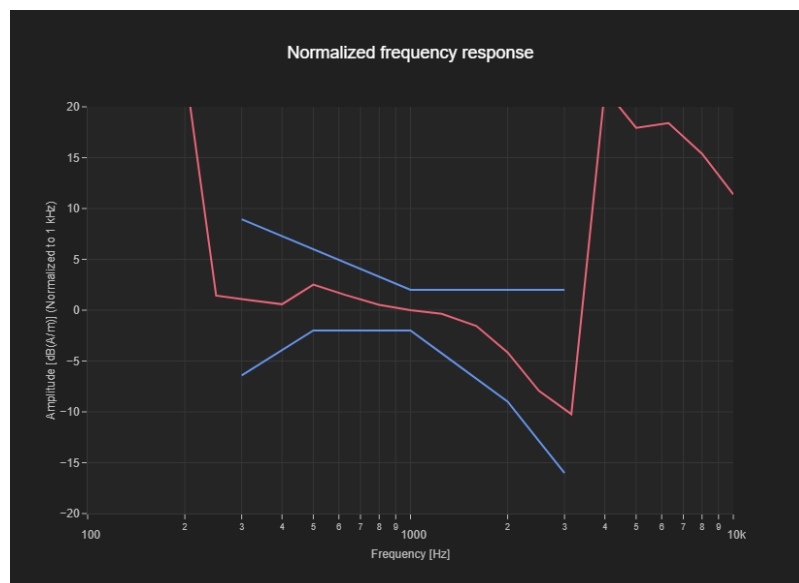 Normalized frequency response
Amplitude [dB(A/m)] (Normalized to 1 kHz)
20
15
10
5
0
−5
−10
−15
−20
100 2 3 4 5 6 7 8 9 1000 2 3 4 5 6 7 8 9 10k
Frequency [Hz]